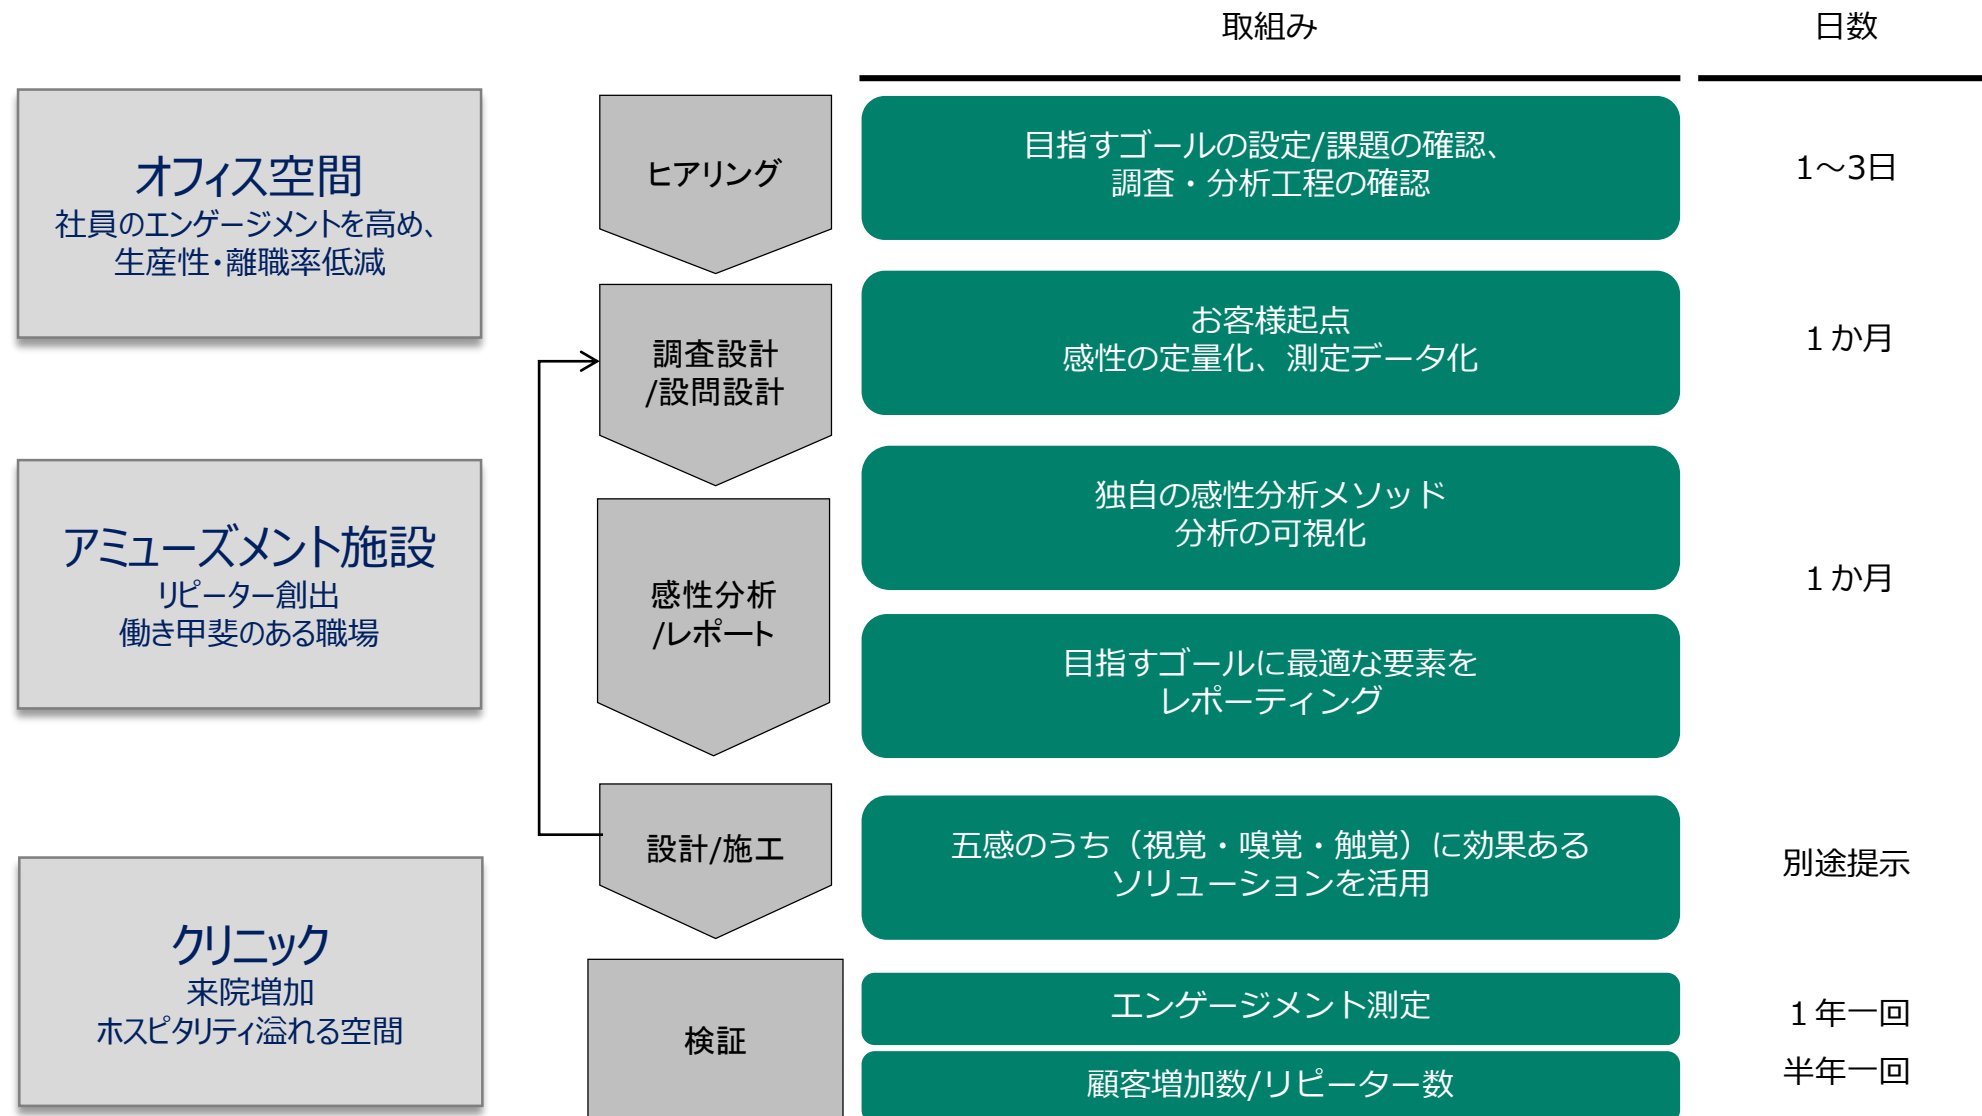 取組み
日数
オフィス空間
社員のエンゲージメントを高め、
生産性・離職率低減
アミューズメント施設
リピーター創出
働き甲斐のある職場
クリニック
来院増加
ホスピタリティ溢れる空間
ヒアリング
目指すゴールの設定/課題の確認、
調査・分析工程の確認
1～3日
調査設計
/設問設計
お客様起点
感性の定量化、測定データ化
１か月
感性分析
/レポート
独自の感性分析メソッド
分析の可視化
目指すゴールに最適な要素を
レポーティング
１か月
設計/施工
五感のうち（視覚・嗅覚・触覚）に効果ある
ソリューションを活用
別途提示
検証
エンゲージメント測定
１年一回
顧客増加数/リピーター数
半年一回